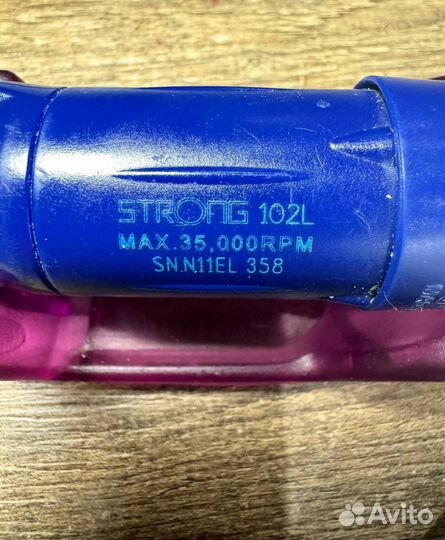 STRONG 102L
MAX.35,000RPM
SN.N11EL 358
Avito